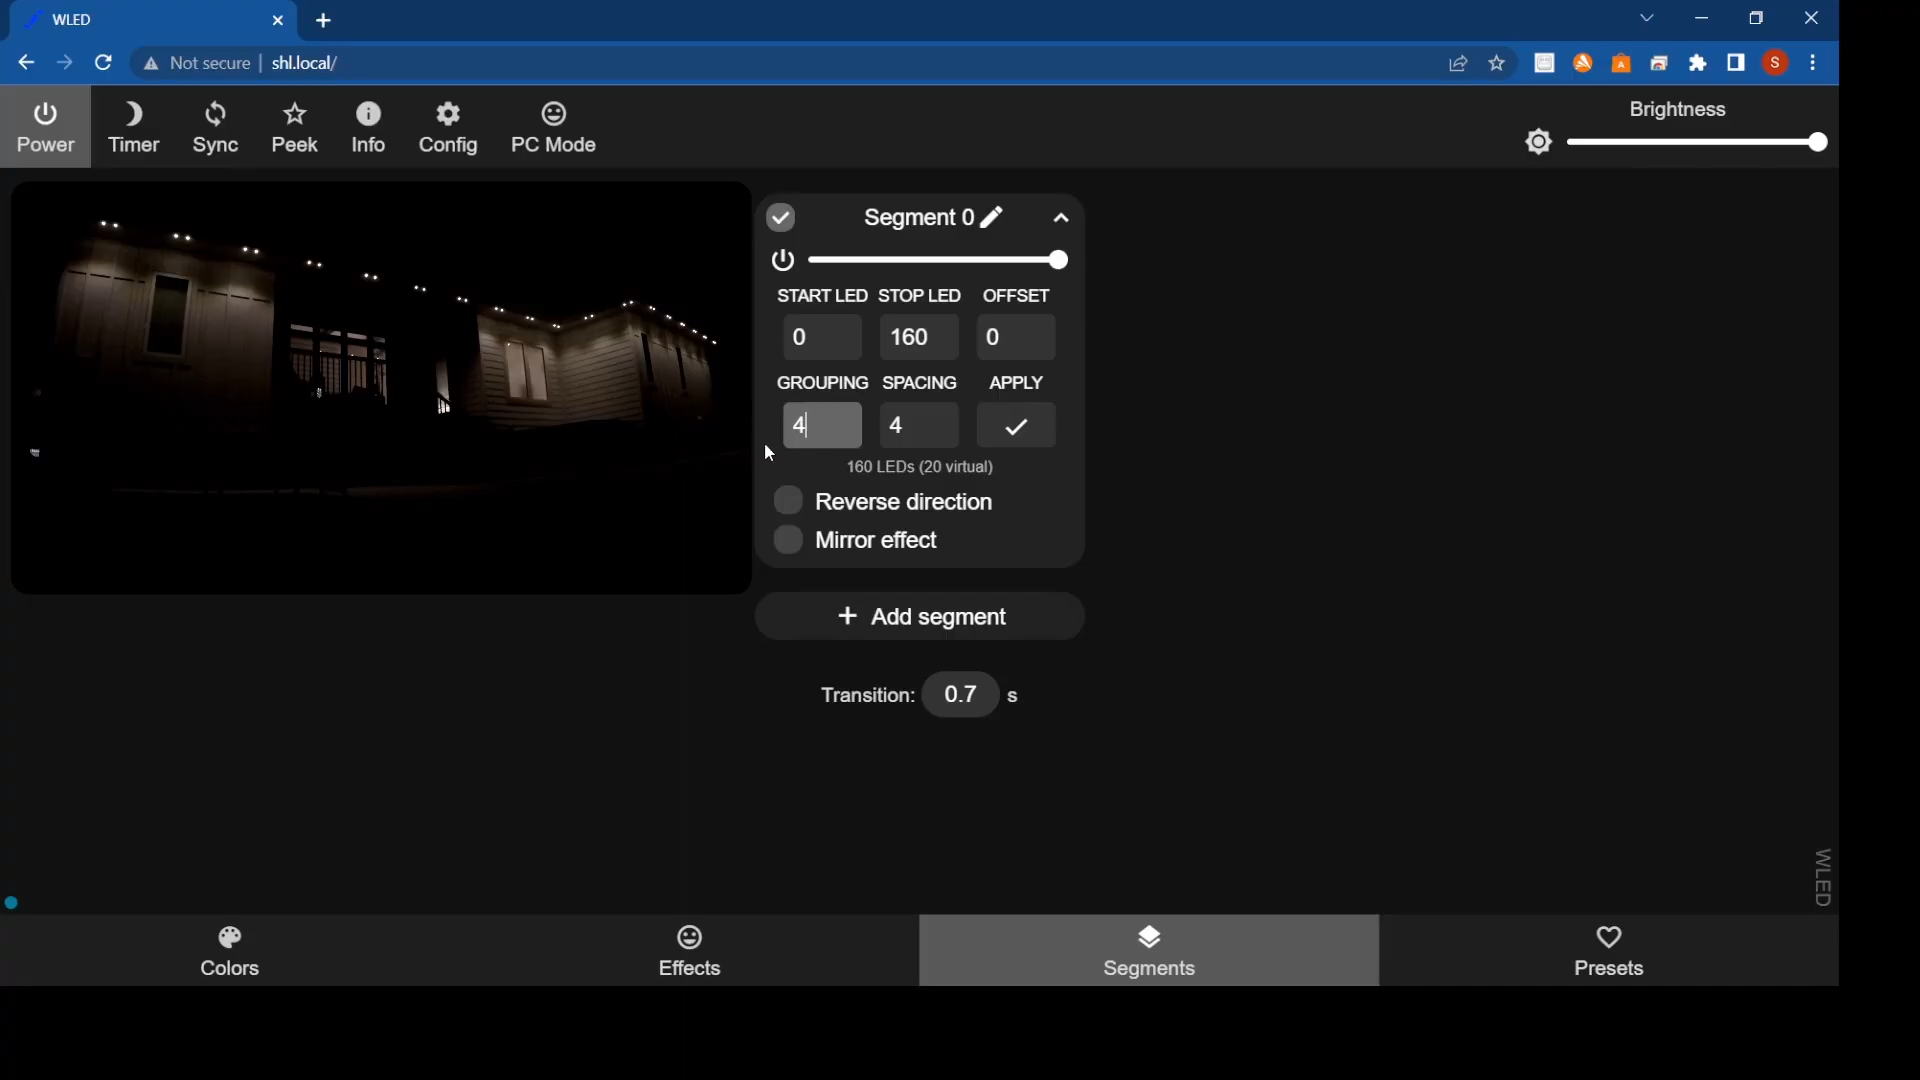 WLED
Not secure
shl.local/
S
Power
Timer
Sync
Peek
Info
Config
PC Mode
Brightness
Segment 0
START LED STOP LED OFFSET
0 160 0
GROUPING SPACING APPLY
4 4
160 LEDs (20 virtual)
Reverse direction
Mirror effect
+ Add segment
Transition: 0.7 s
WLED
Colors
Effects
Segments
Presets